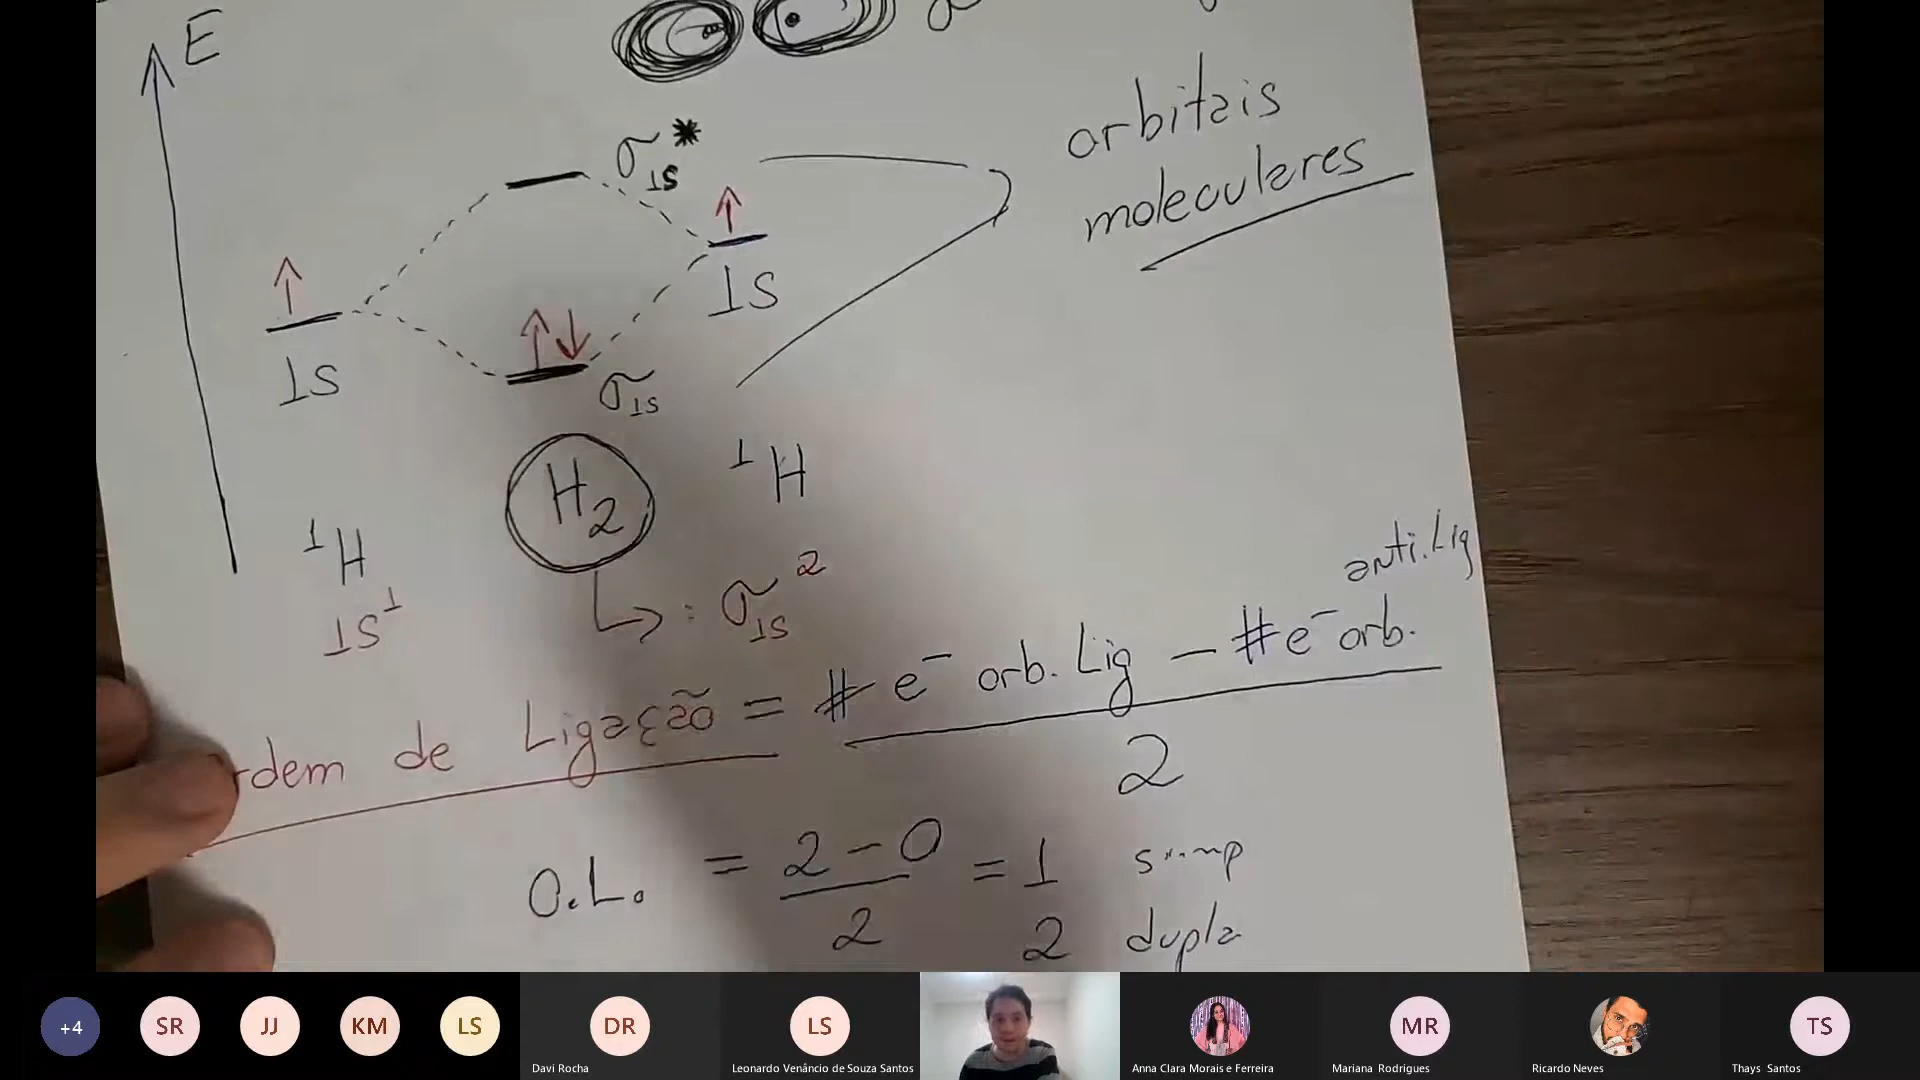 E
σ1s*
orbitais
moleculares
↑
1s
↑
1s
↑↓
σ1s
H2
¹H
¹H
1s¹
↳ : σ1s²
anti.Lig
rdem de Ligação = # e⁻ orb. Lig — # e⁻ orb.
2
O.L. = 2 - 0 = 1 simp
2
2 dupla
+4
SR
JJ
KM
LS
DR
Davi Rocha
LS
Leonardo Venâncio de Souza Santos
Anna Clara Morais e Ferreira
MR
Mariana Rodrigues
Ricardo Neves
TS
Thays Santos